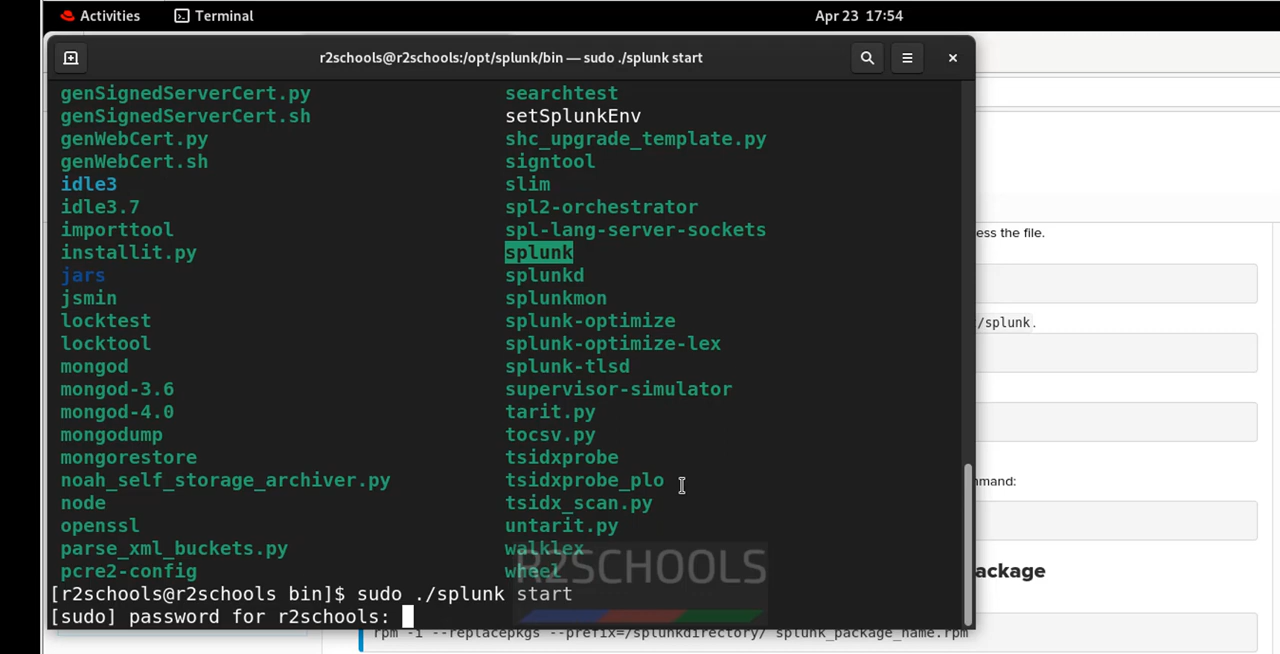 Activities Terminal Apr 23 17:54
r2schools@r2schools:/opt/splunk/bin — sudo ./splunk start
genSignedServerCert.py searchtest
genSignedServerCert.sh setSplunkEnv
genWebCert.py shc_upgrade_template.py
genWebCert.sh signtool
idle3 slim
idle3.7 spl2-orchestrator
importtool spl-lang-server-sockets
installit.py splunk
jars splunkd
jsmin splunkmon
locktest splunk-optimize
locktool splunk-optimize-lex
mongod splunk-tlsd
mongod-3.6 supervisor-simulator
mongod-4.0 tarit.py
mongodump tocsv.py
mongorestore tsidxprobe
noah_self_storage_archiver.py tsidxprobe_plo
node tsidx_scan.py
openssl untarit.py
parse_xml_buckets.py walklex
pcre2-config wheel
[r2schools@r2schools bin]$ sudo ./splunk start
[sudo] password for r2schools:
R2SCHOOLS
ess the file.
/splunk.
mmand:
ackage
rpm -i --replacepkgs --prefix=/splunkdirectory/ splunk_package_name.rpm